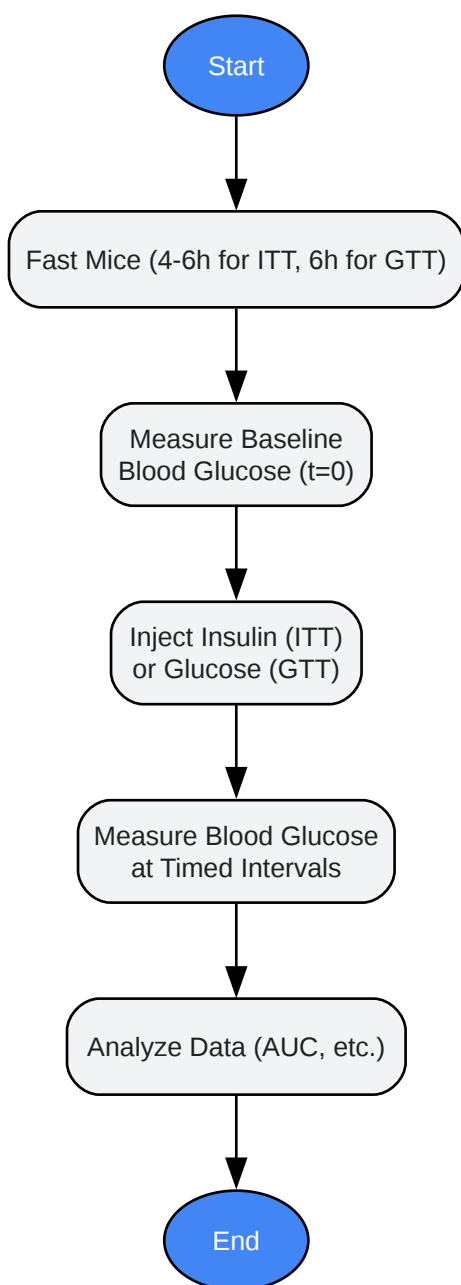 Start
Fast Mice (4-6h for ITT, 6h for GTT)
Measure Baseline
Blood Glucose (t=0)
Inject Insulin (ITT)
or Glucose (GTT)
Measure Blood Glucose
at Timed Intervals
Analyze Data (AUC, etc.)
End